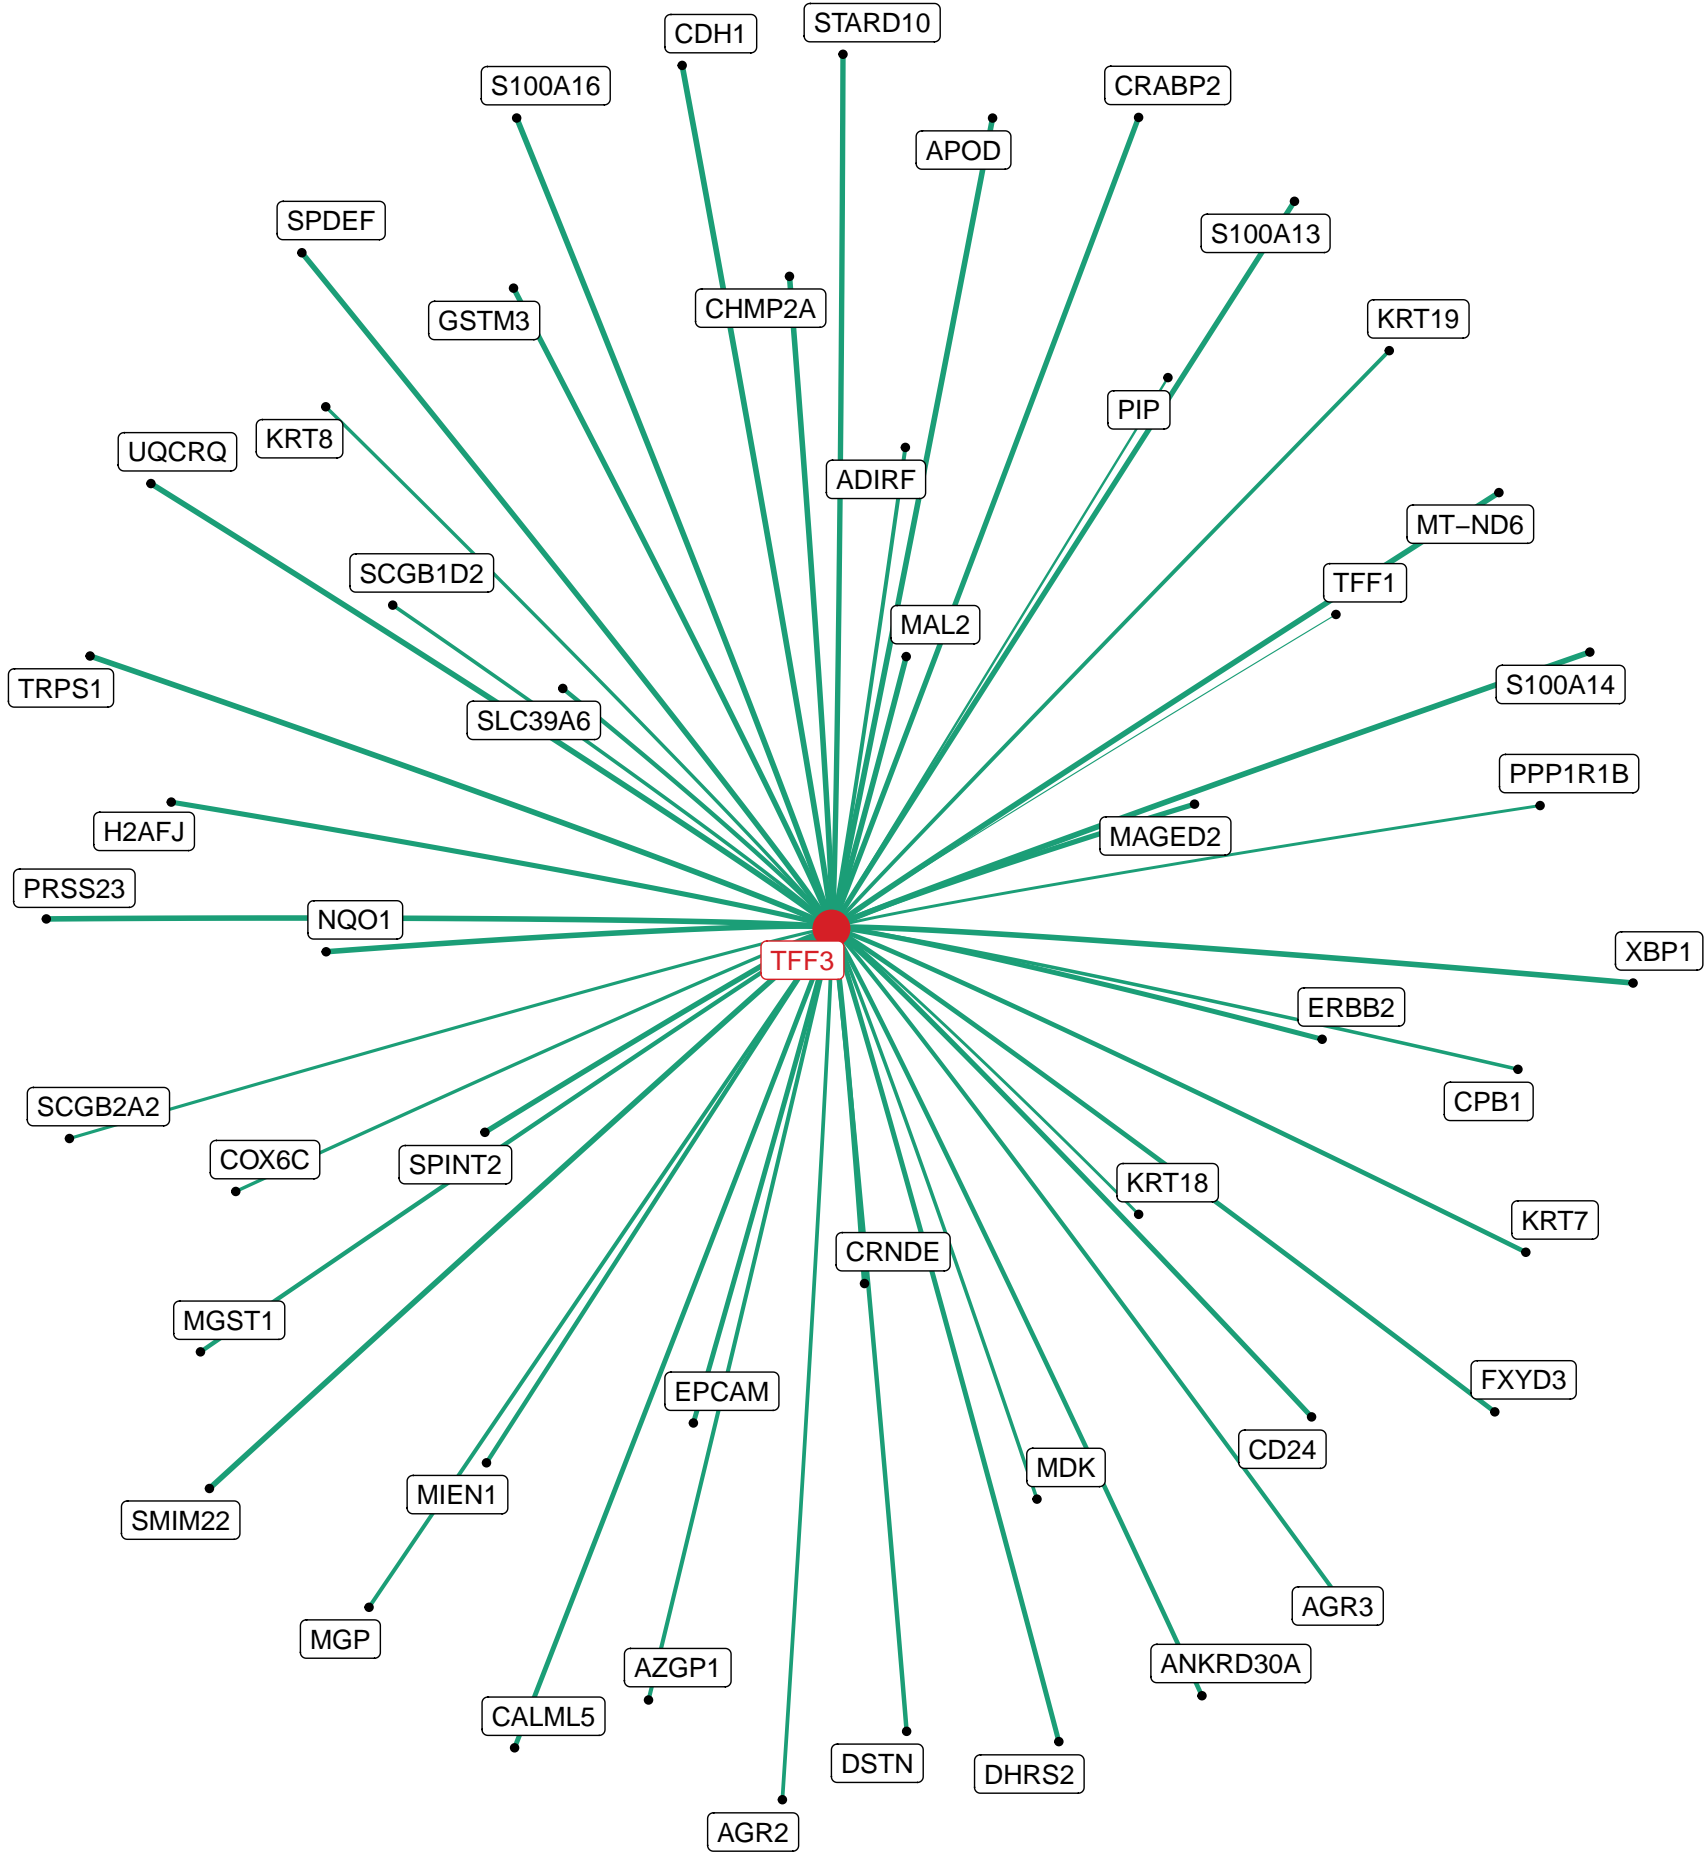 STARD10
CDH1
S100A16
CRABP2
APOD
SPDEF
S100A13
CHMP2A
GSTM3
KRT19
PIP
KRT8
UQCRQ
ADIRF
MT−ND6
SCGB1D2
TFF1
MAL2
TRPS1
S100A14
SLC39A6
PPP1R1B
H2AFJ
MAGED2
PRSS23
NQO1
XBP1
TFF3
ERBB2
CPB1
SCGB2A2
COX6C
SPINT2
KRT18
KRT7
CRNDE
MGST1
FXYD3
EPCAM
CD24
MDK
MIEN1
SMIM22
AGR3
MGP
ANKRD30A
AZGP1
CALML5
DSTN
DHRS2
AGR2